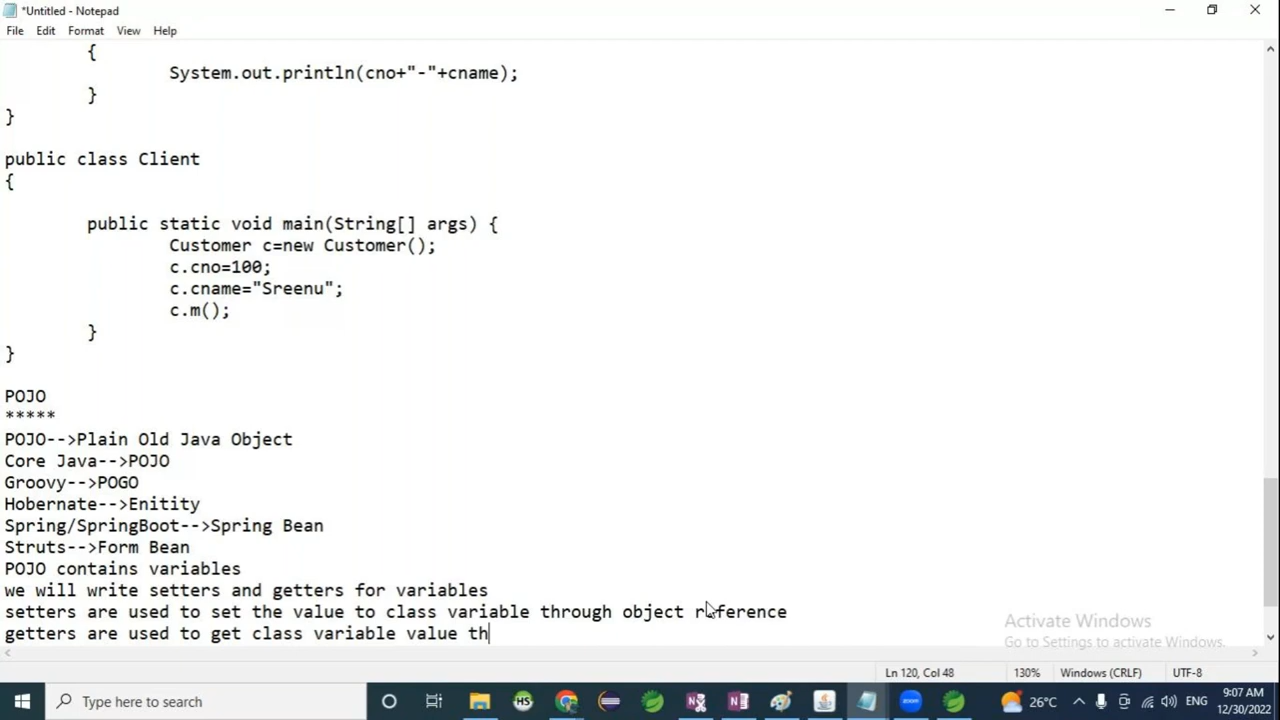 *Untitled - Notepad
File Edit Format View Help
{
System.out.println(cno+"-"+cname);
}
}
public class Client
{
public static void main(String[] args) {
Customer c=new Customer();
c.cno=100;
c.cname="Sreenu";
c.m();
}
}
POJO
*****
POJO-->Plain Old Java Object
Core Java-->POJO
Groovy-->POGO
Hobernate-->Enitity
Spring/SpringBoot-->Spring Bean
Struts-->Form Bean
POJO contains variables
we will write setters and getters for variables
setters are used to set the value to class variable through object reference
getters are used to get class variable value th
Activate Windows
Go to Settings to activate Windows.
Ln 120, Col 48 130% Windows (CRLF) UTF-8
Type here to search HS 26°C ENG 9:07 AM
12/30/2022